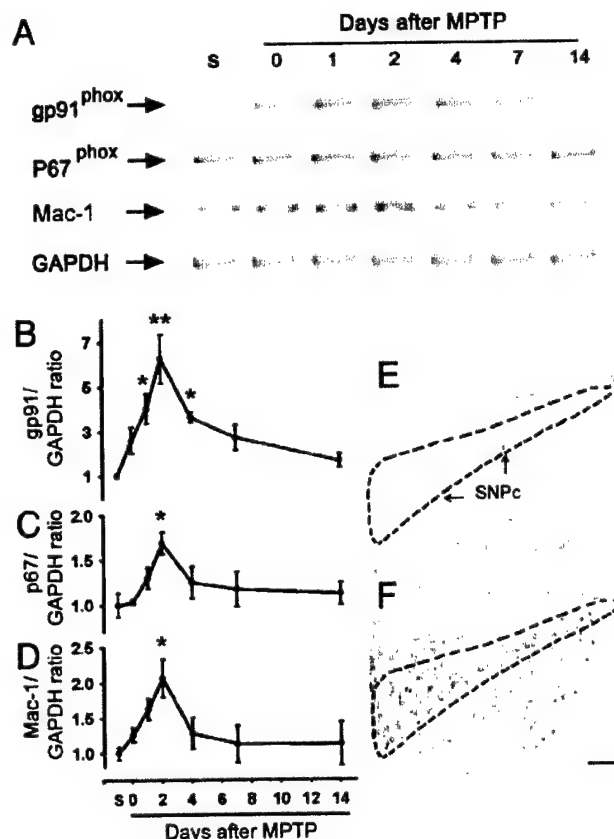 A
Days after MPTP
S 0 1 2 4 7 14
gp91phox
P67phox
Mac-1
GAPDH
B
gp91/
GAPDH ratio
7
5
3
1
* ** *
C
p67/
GAPDH ratio
2.0
1.5
1.0
*
D
Mac-1/
GAPDH ratio
2.5
2.0
1.5
1.0
*
S 0 2 4 6 8 10 12 14
Days after MPTP
E
SNPc
F